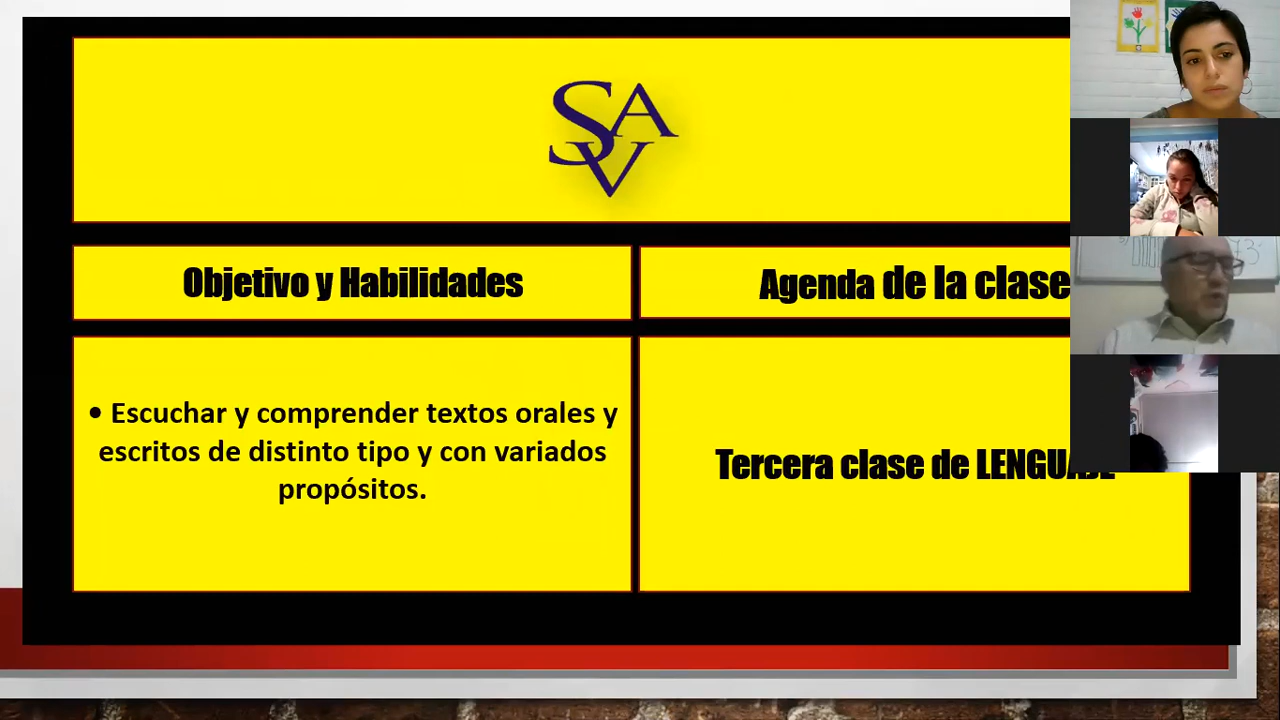 SAV
Objetivo y Habilidades
Agenda de la clase
• Escuchar y comprender textos orales y
escritos de distinto tipo y con variados
propósitos.
Tercera clase de LENGUAJE